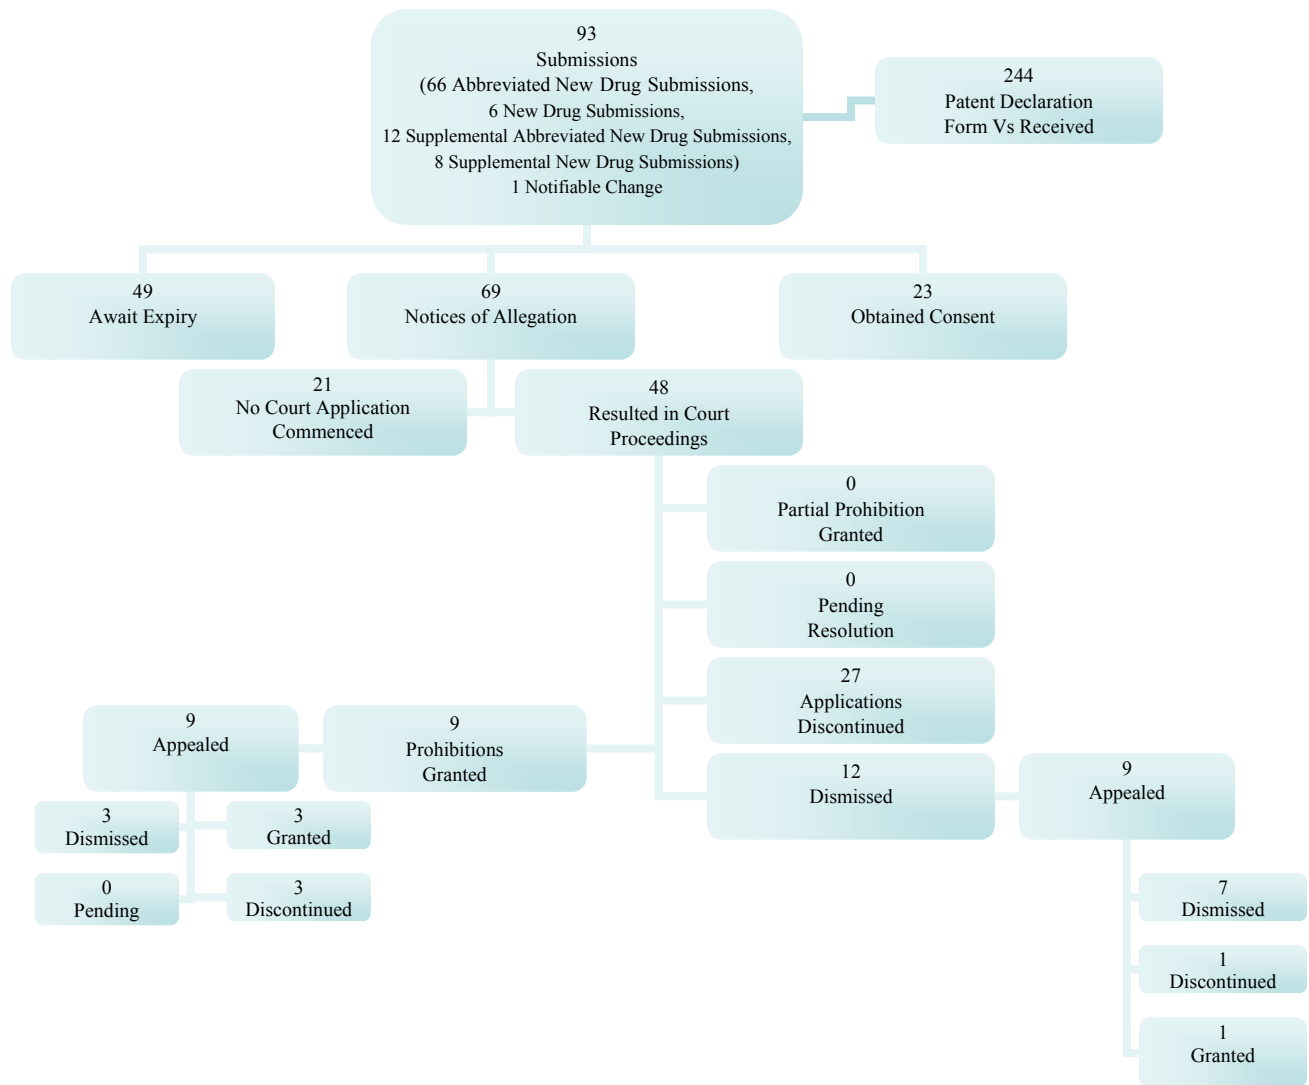 93
Submissions
(66 Abbreviated New Drug Submissions,
6 New Drug Submissions,
12 Supplemental Abbreviated New Drug Submissions,
8 Supplemental New Drug Submissions)
1 Notifiable Change
244
Patent Declaration
Form Vs Received
49
Await Expiry
69
Notices of Allegation
23
Obtained Consent
21
No Court Application
Commenced
48
Resulted in Court
Proceedings
0
Partial Prohibition
Granted
0
Pending
Resolution
27
Applications
Discontinued
9
Appealed
9
Prohibitions
Granted
12
Dismissed
9
Appealed
3
Dismissed
3
Granted
0
Pending
3
Discontinued
7
Dismissed
1
Discontinued
1
Granted